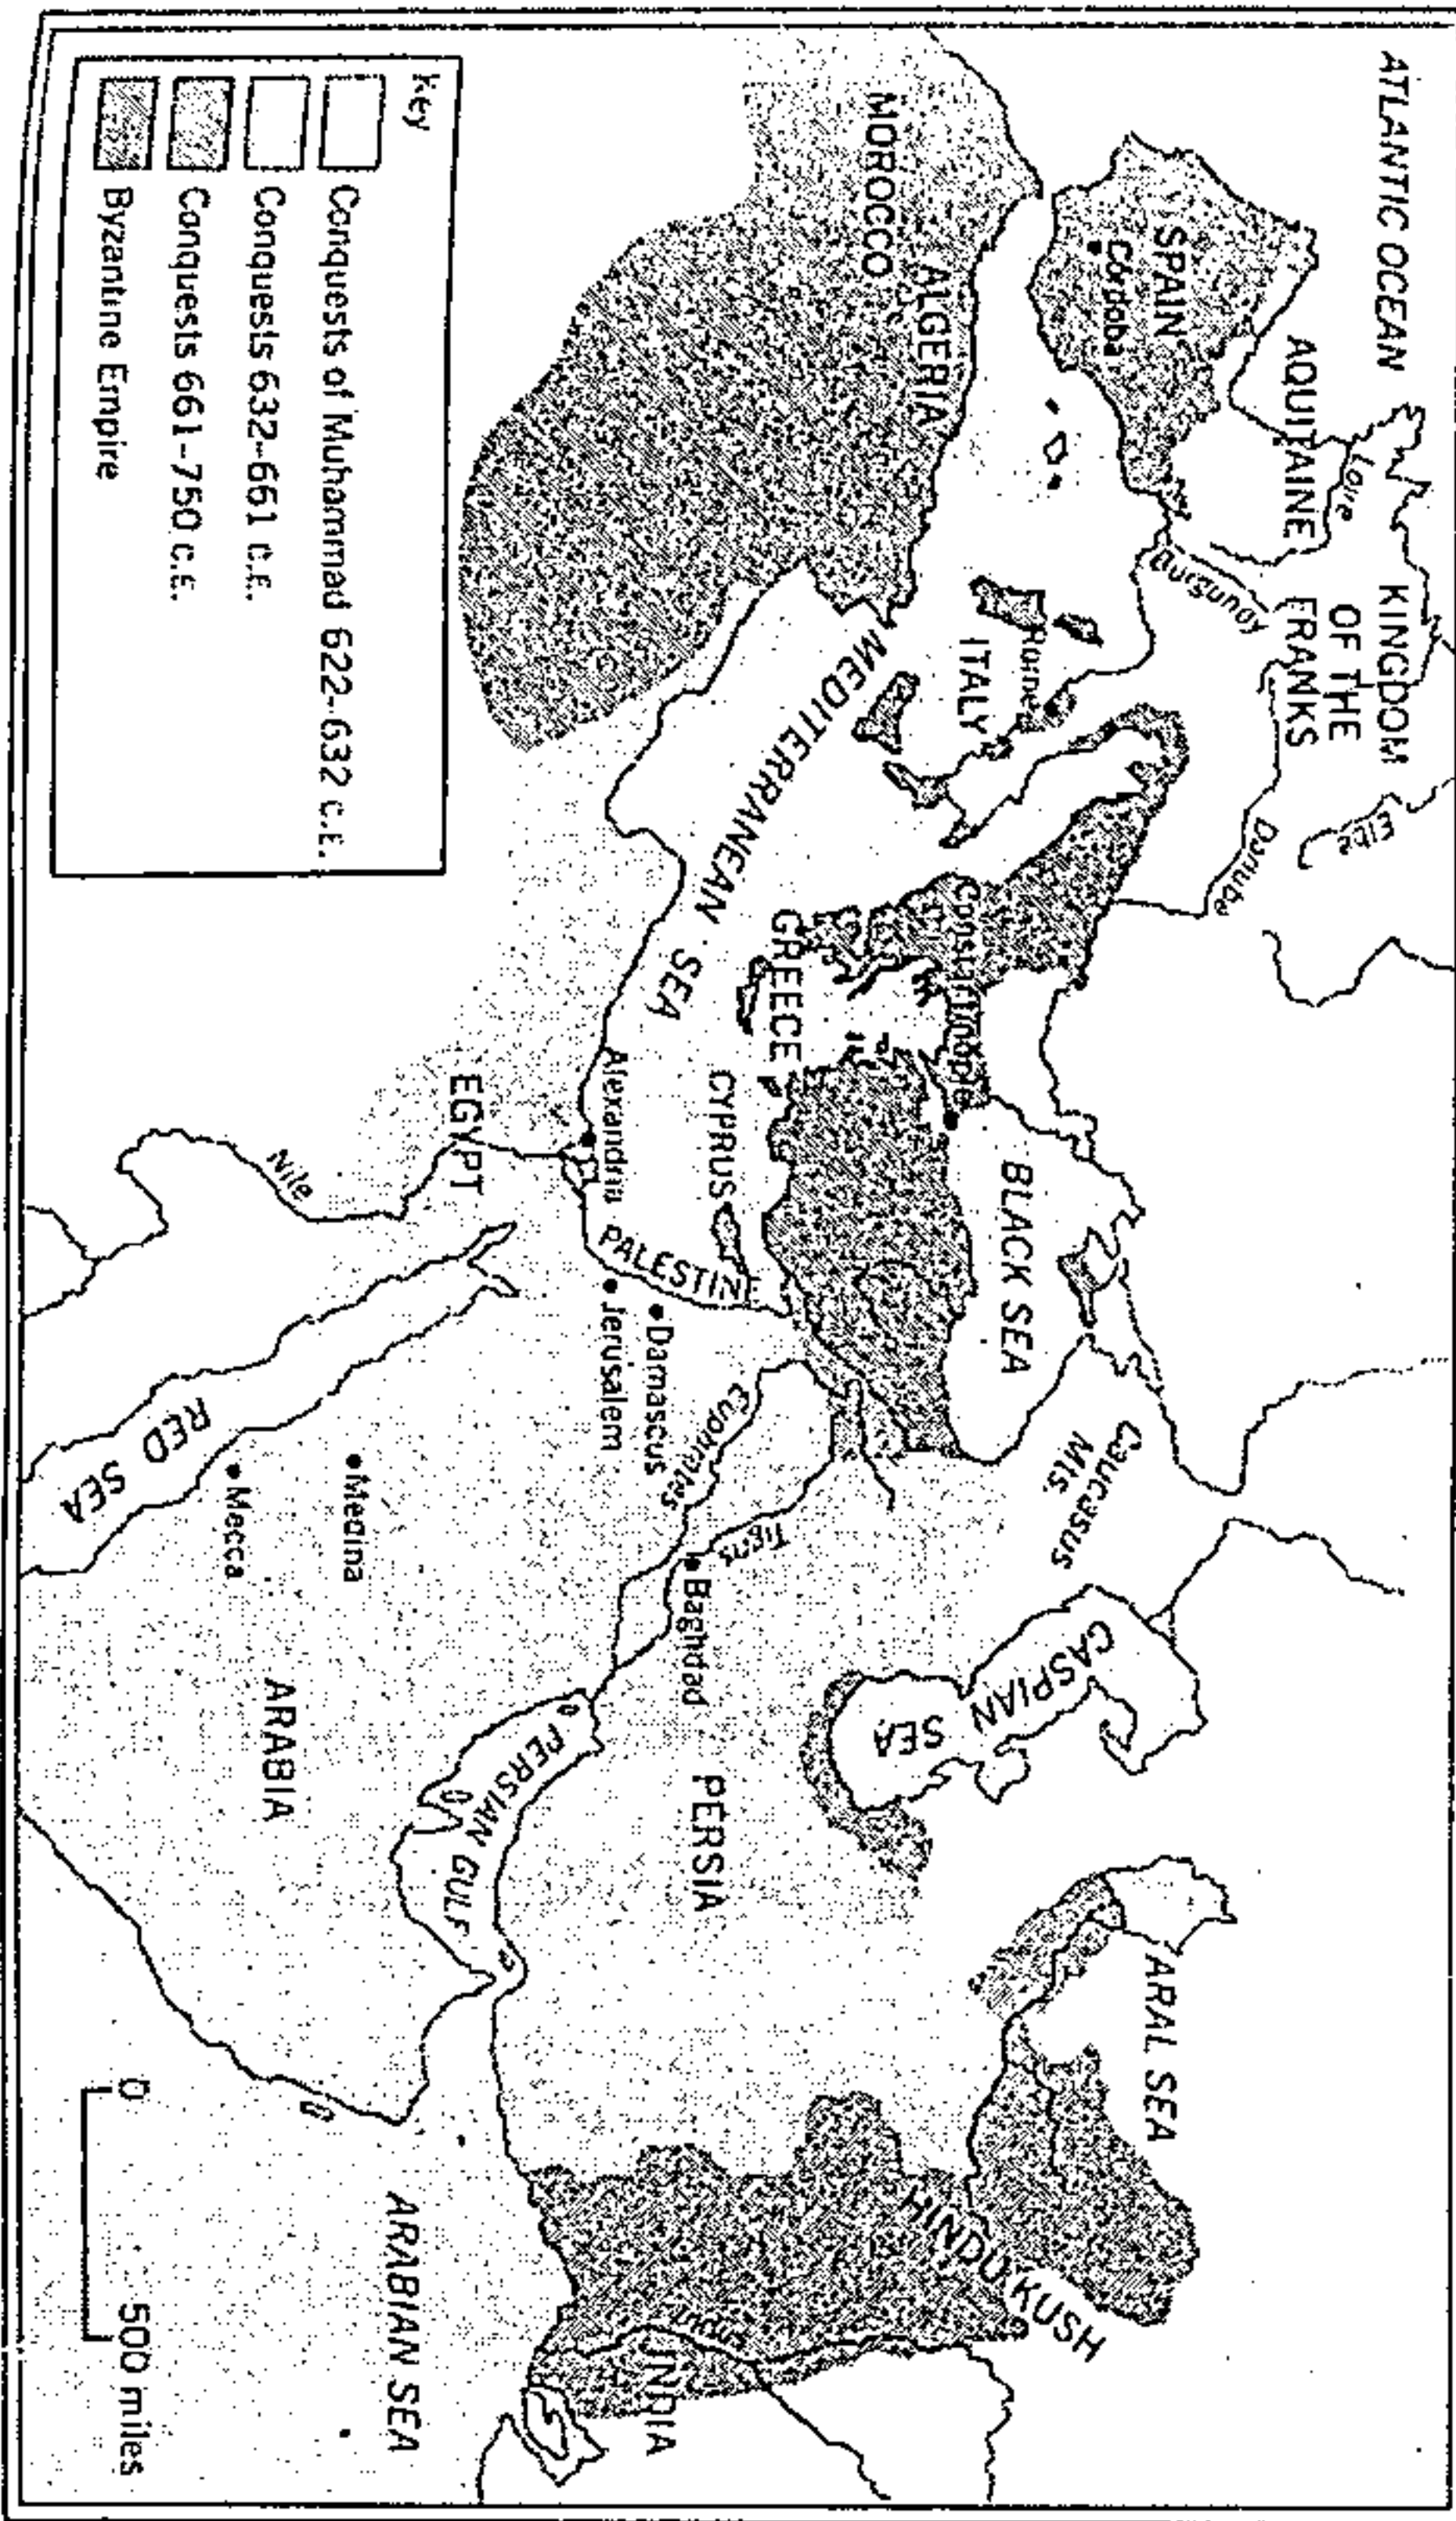 ATLANTIC OCEAN
KINGDOM
OF THE
FRANKS
Elbe
Loire
AQUITAINE
Burgundy
Danube
SPAIN
Córdoba
Rome
ITALY
Constantinople
BLACK SEA
Caucasus
Mts.
CASPIAN
SEA
ARAL SEA
HINDU KUSH
MOROCCO
ALGERIA
MEDITERRANEAN SEA
GREECE
CYPRUS
PALESTIN
Alexandria
Jerusalem
Damascus
Euphrates
Tigris
Baghdad
PERSIA
Indus
INDIA
EGYPT
Nile
RED
SEA
Medina
Mecca
ARABIA
PERSIAN GULF
ARABIAN SEA
Key
Conquests of Muhammad 622-632 C.E.
Conquests 632-661 C.E.
Conquests 661-750 C.E.
Byzantine Empire
0 500 miles